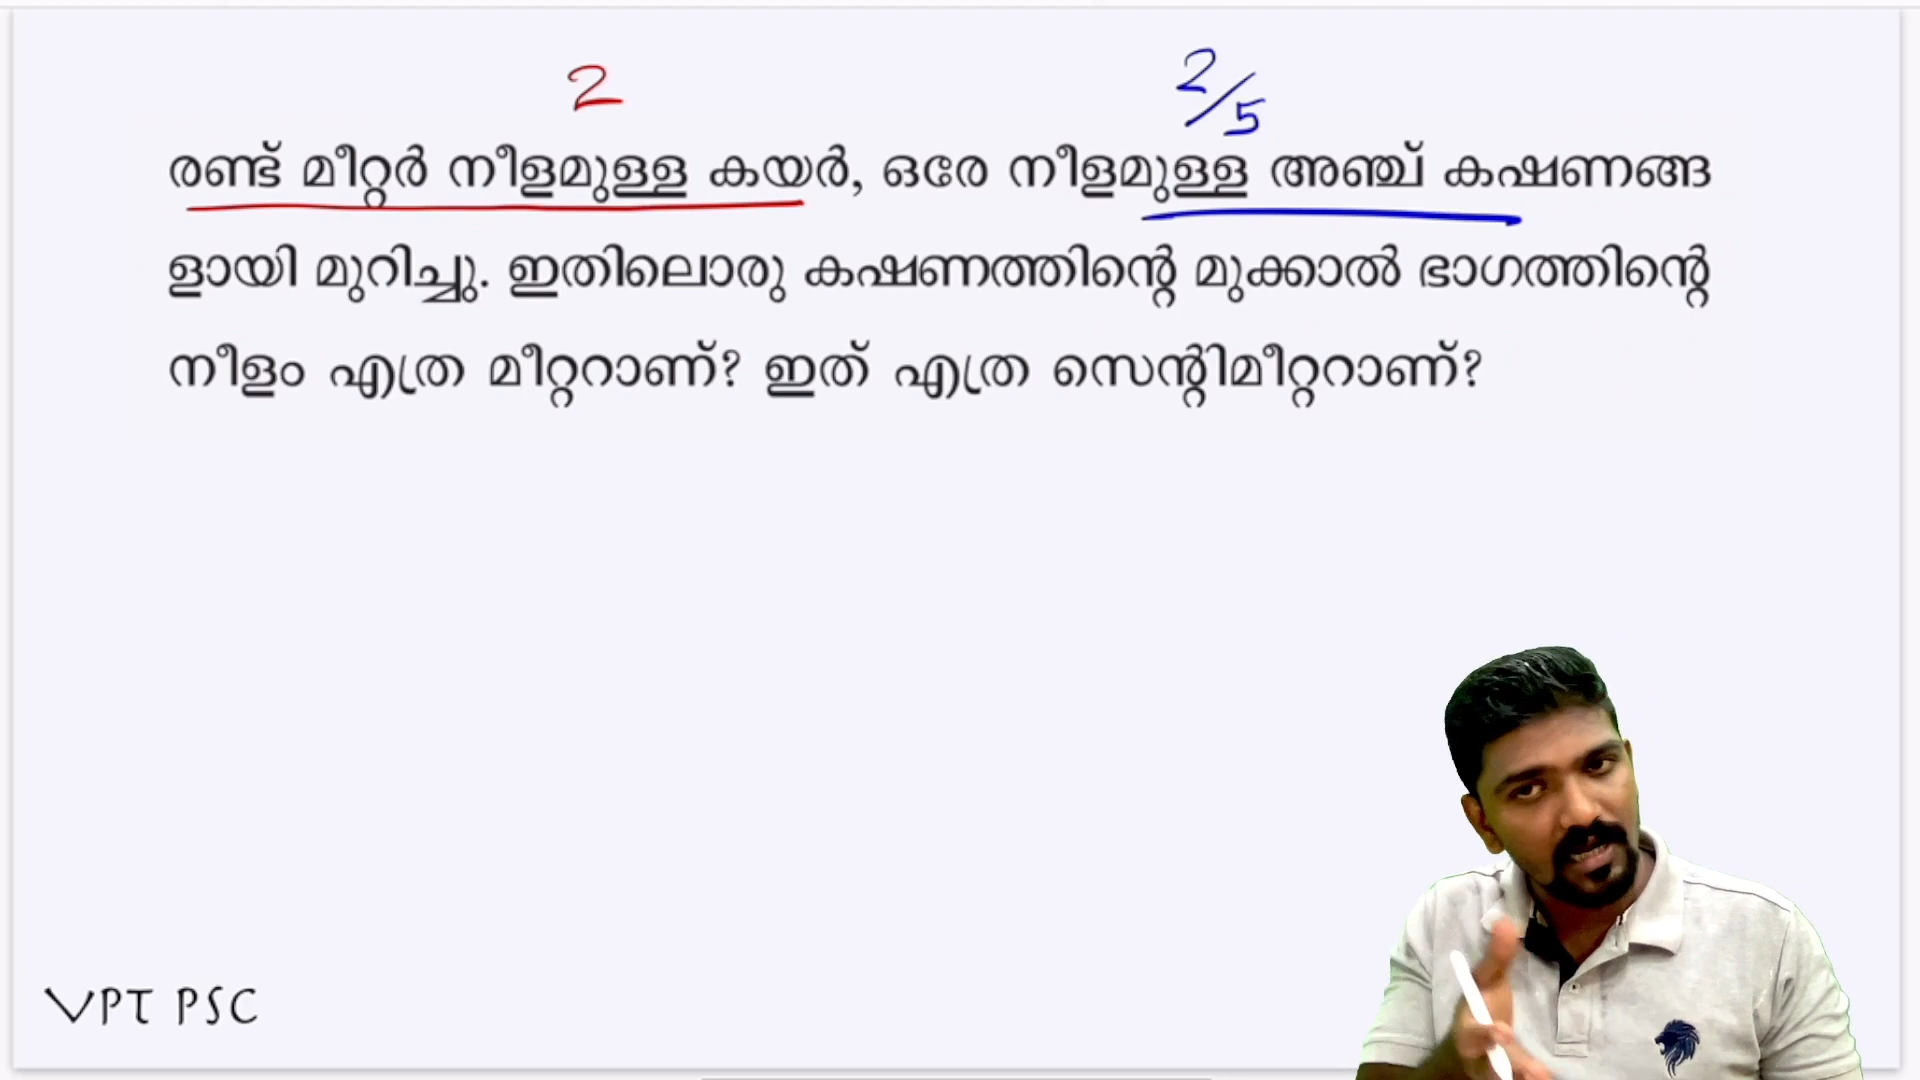 2 2/5
രണ്ട് മീറ്റർ നീളമുള്ള കയർ, ഒരേ നീളമുള്ള അഞ്ച് കഷണങ്ങ
ളായി മുറിച്ചു. ഇതിലൊരു കഷണത്തിന്റെ മുക്കാൽ ഭാഗത്തിന്റെ
നീളം എത്ര മീറ്ററാണ്? ഇത് എത്ര സെന്റിമീറ്ററാണ്?
VPT PSC